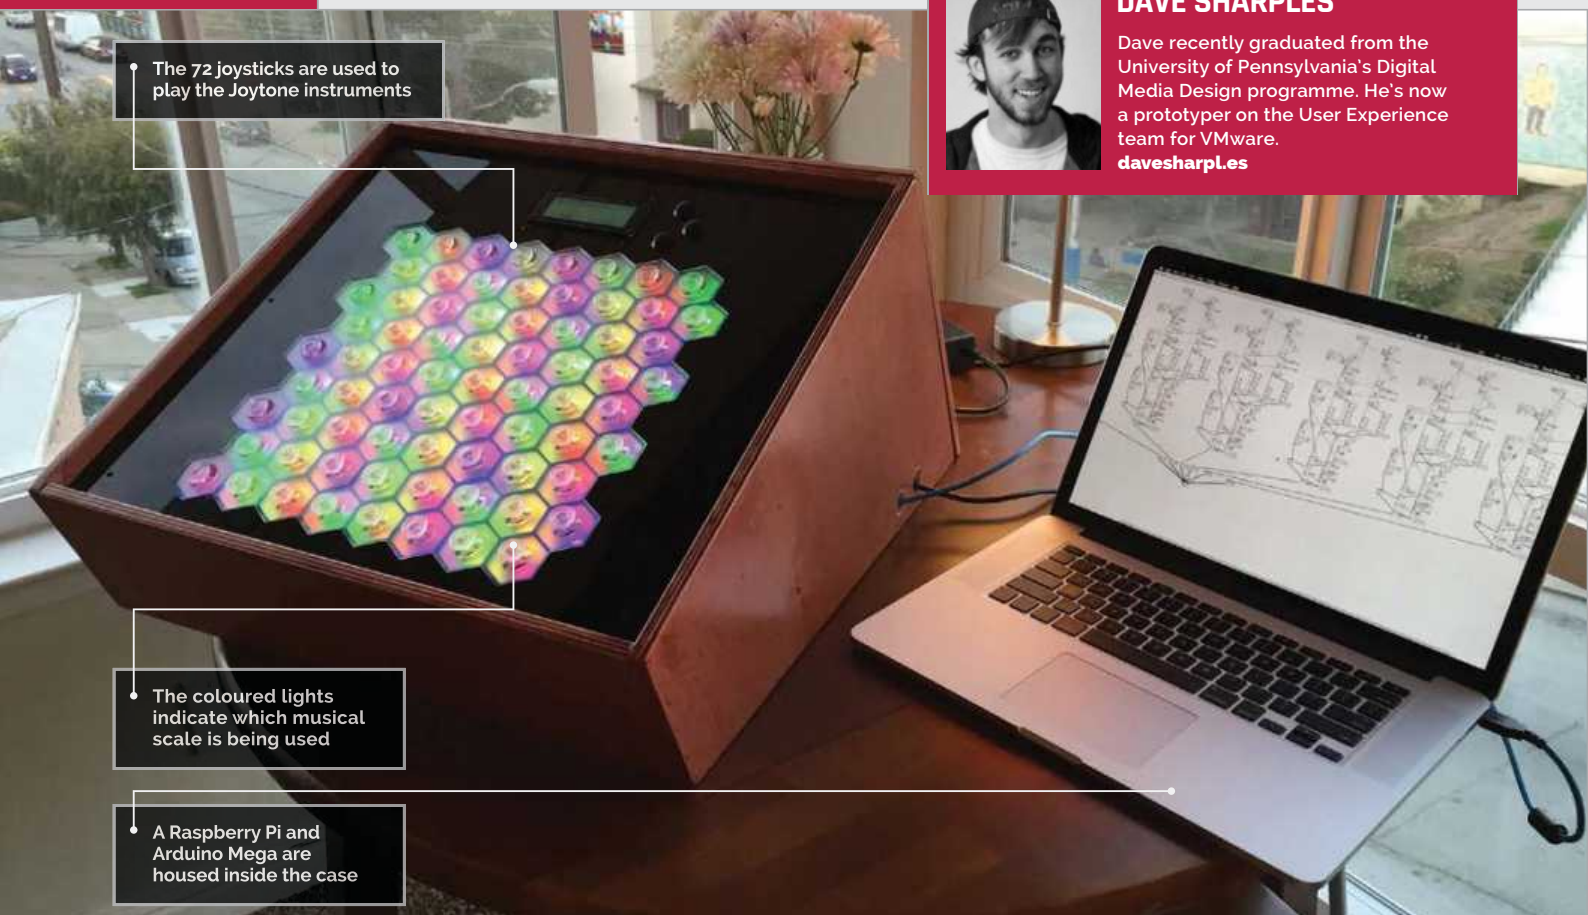 The 72 joysticks are used to
play the Joytone instruments
DAVE SHARPLES
Dave recently graduated from the
University of Pennsylvania's Digital
Media Design programme. He's now
a prototyper on the User Experience
team for VMware.
davesharpl.es
The coloured lights
indicate which musical
scale is being used
A Raspberry Pi and
Arduino Mega are
housed inside the case